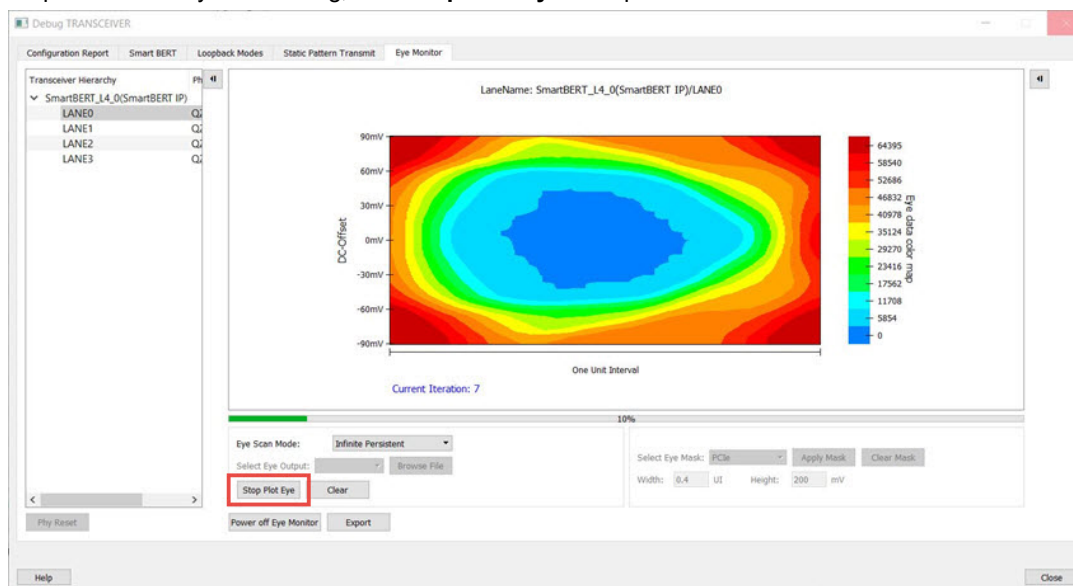 Debug TRANSCEIVER
Configuration Report Smart BERT Loopback Modes Static Pattern Transmit Eye Monitor
Transceiver Hierarchy Ph
SmartBERT_L4_0(SmartBERT IP)
LANE0 Q2
LANE1 Q2
LANE2 Q2
LANE3 Q2
LaneName: SmartBERT_L4_0(SmartBERT IP)/LANE0
DC-Offset
90mV
60mV
30mV
0mV
-30mV
-60mV
-90mV
One Unit Interval
Current Iteration: 7
64395
58540
52686
46832
40978
35124
29270
23416
17562
11708
5854
0
Eye data color map
10%
Eye Scan Mode: Infinite Persistent
Select Eye Output: Browse File
Stop Plot Eye Clear
Select Eye Mask: PCIe Apply Mask Clear Mask
Width: 0.4 UI Height: 200 mV
Phy Reset Power off Eye Monitor Export
Help Close